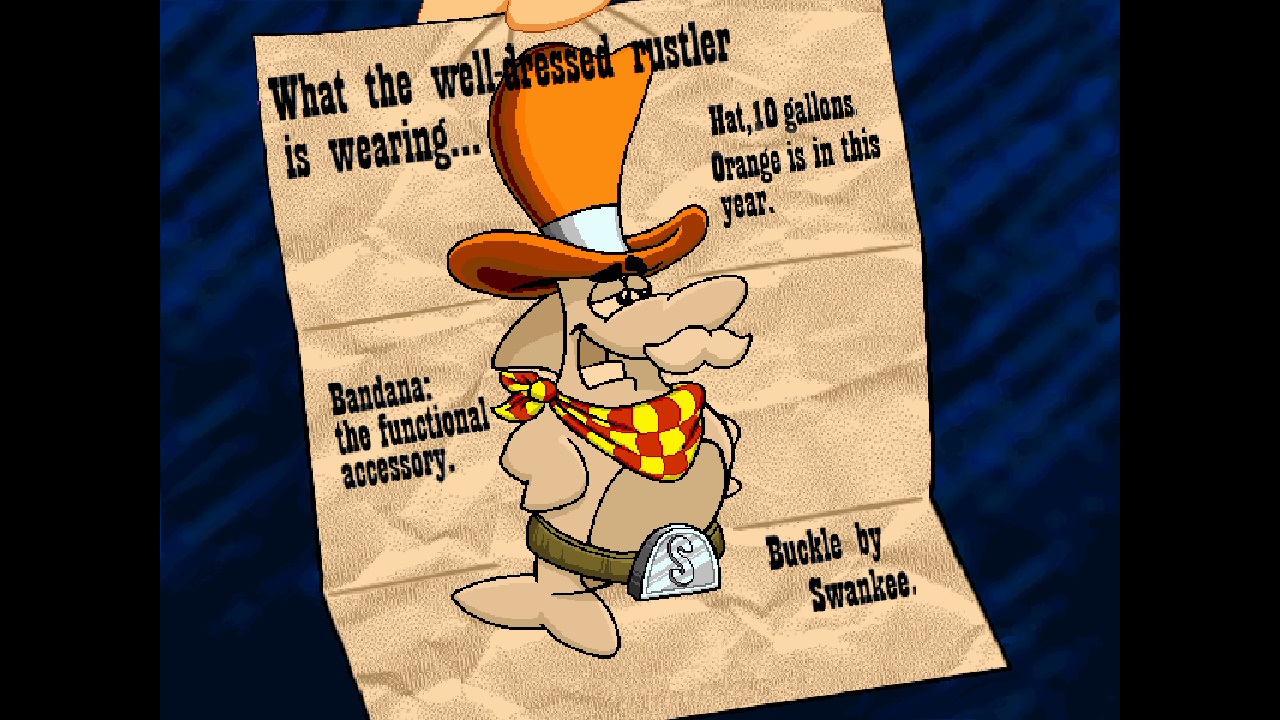 What the well-dressed rustler
is wearing...
Hat,10 gallons.
Orange is in this
year.
Bandana:
the functional
accessory.
S
Buckle by
Swankee.